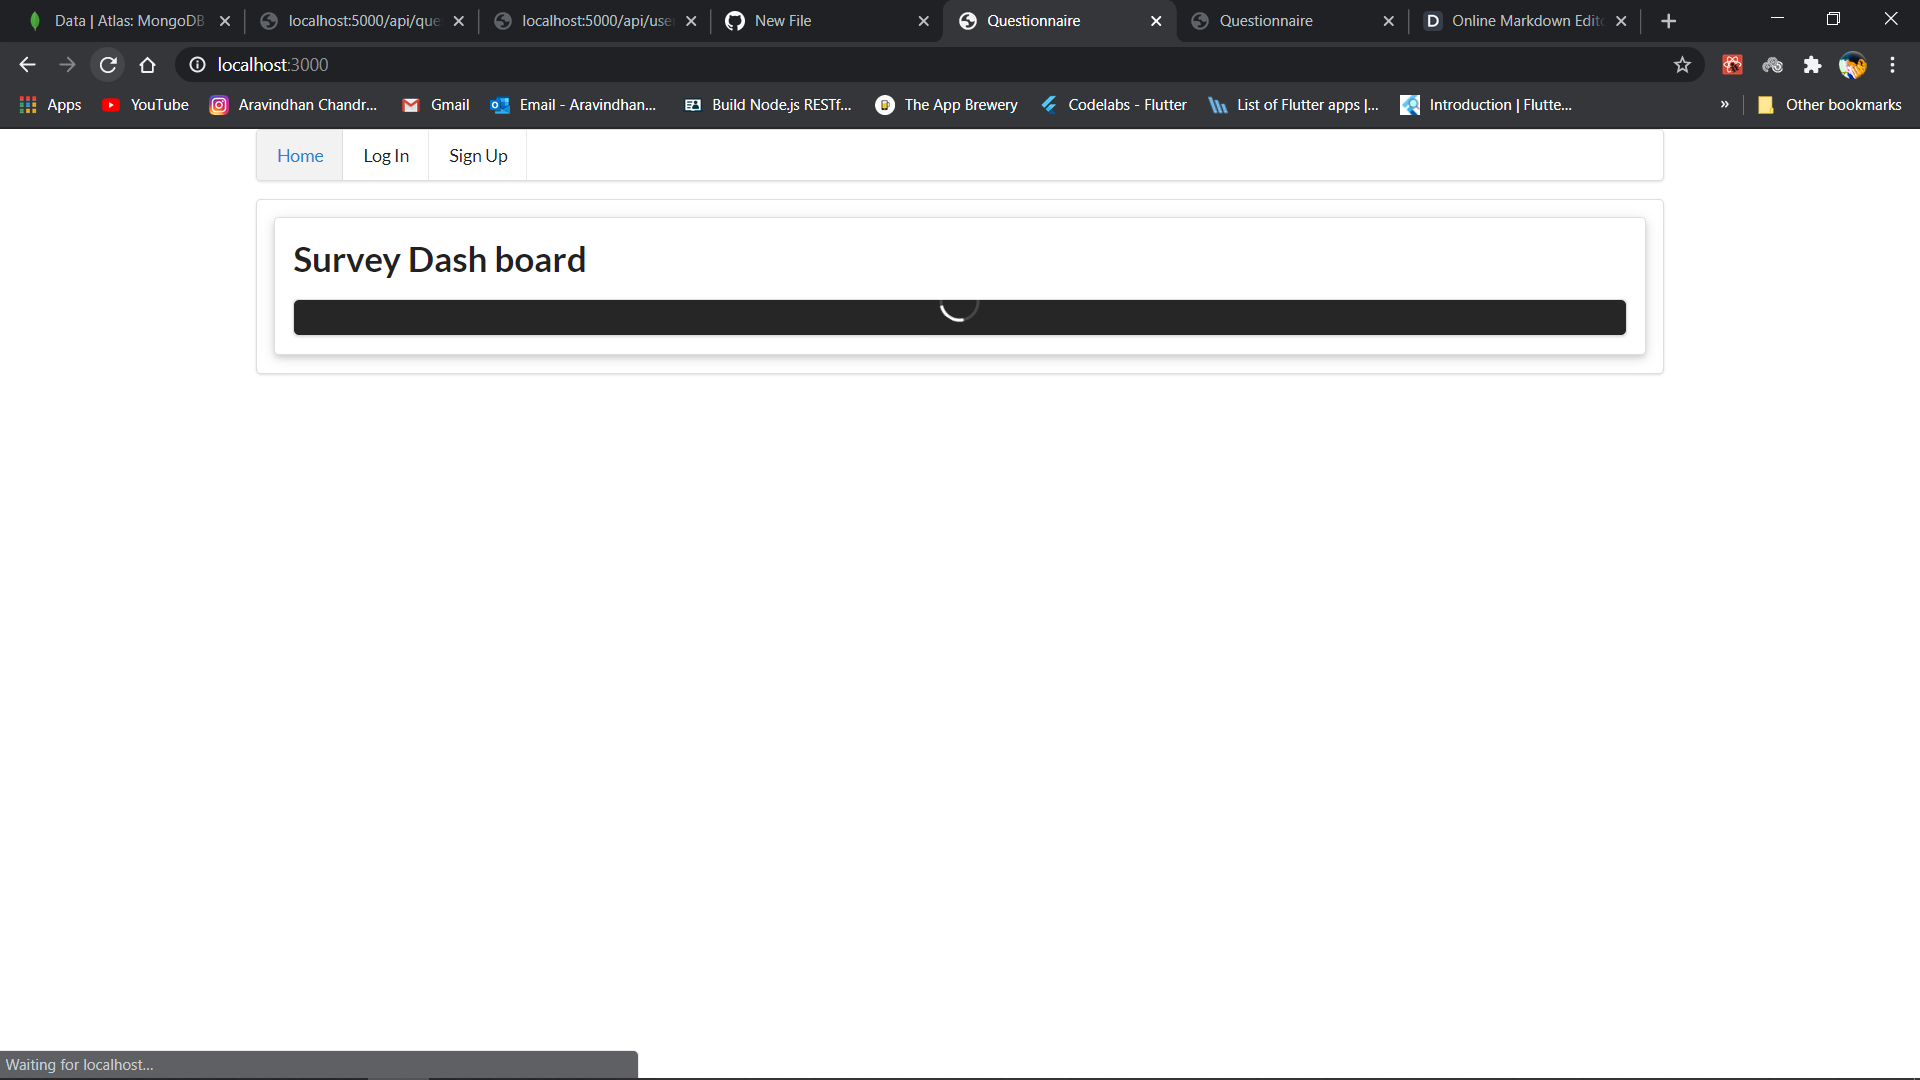 Data | Atlas: MongoDB
localhost:5000/api/que
localhost:5000/api/use
New File
Questionnaire
Questionnaire
D Online Markdown Edito
localhost:3000
Apps
YouTube
Aravindhan Chandr...
Gmail
Email - Aravindhan...
Build Node.js RESTf...
The App Brewery
Codelabs - Flutter
List of Flutter apps |...
Introduction | Flutte...
»
Other bookmarks
Home
Log In
Sign Up
Survey Dash board
Waiting for localhost...